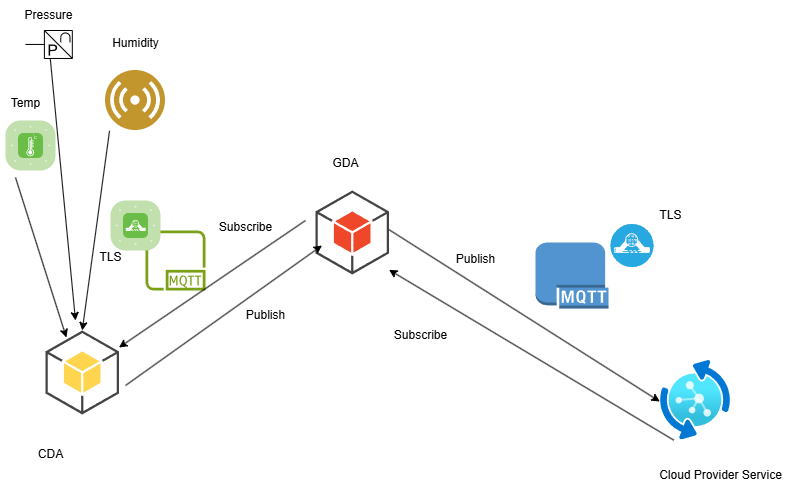 Pressure
P
Humidity
Temp
GDA
TLS
Subscribe
TLS
Publish
MQTT
MQTT
Publish
Subscribe
CDA
Cloud Provider Service